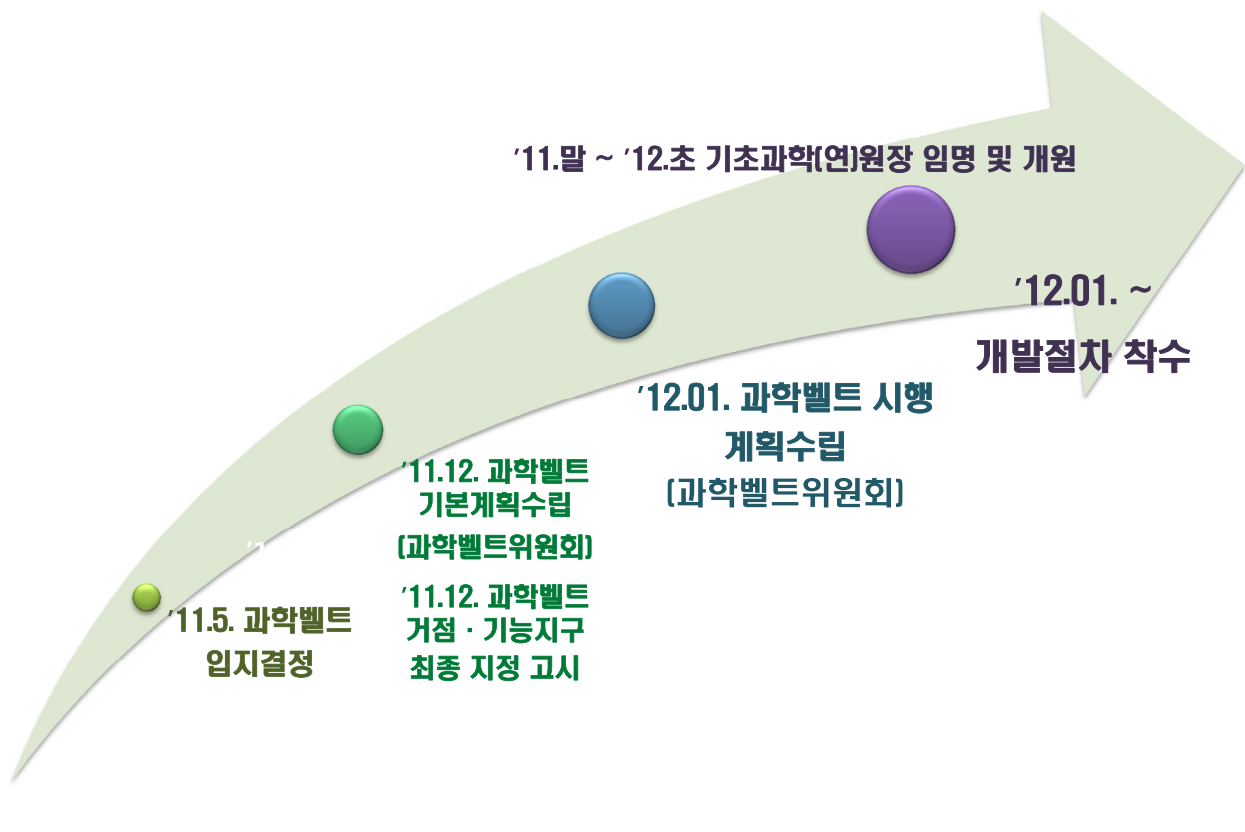 '11.말 ~ '12.초 기초과학(연)원장 임명 및 개원
'12.01. ~
개발절차 착수
'12.01. 과학벨트 시행
계획수립
(과학벨트위원회)
'11.12. 과학벨트
기본계획수립
(과학벨트위원회)
'11.12. 과학벨트
거점 · 기능지구
최종 지정 고시
'11.5. 과학벨트
입지결정